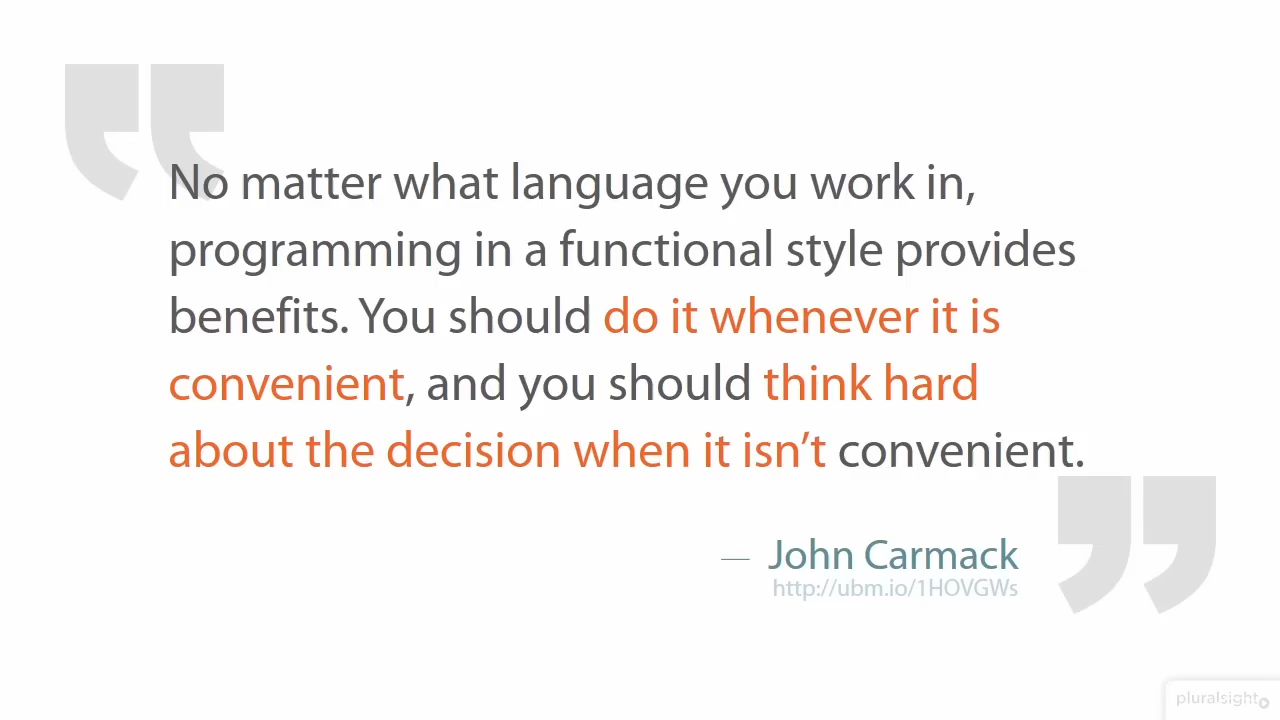 No matter what language you work in,
programming in a functional style provides
benefits. You should do it whenever it is
convenient, and you should think hard
about the decision when it isn’t convenient.
— John Carmack
http://ubm.io/1HOVGWs
pluralsight